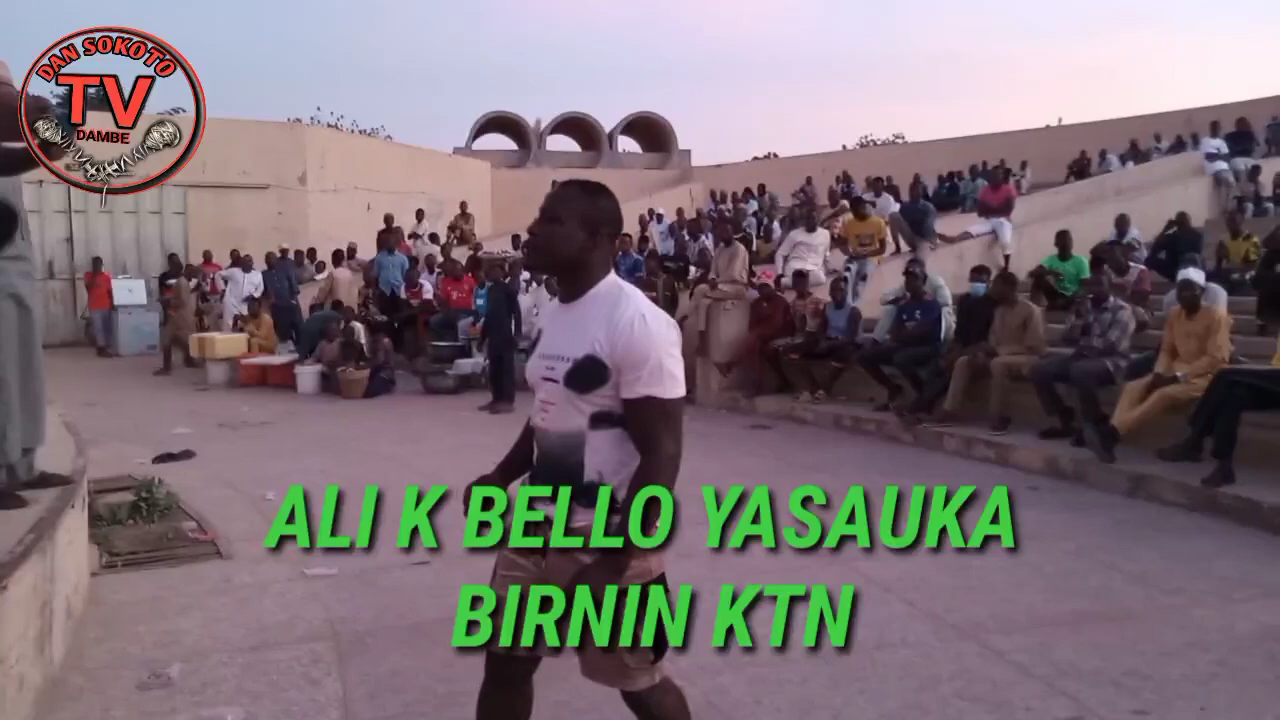 DAN SOKOTO
TV
DAMBE
ALI K BELLO YASAUKA
BIRNIN KTN